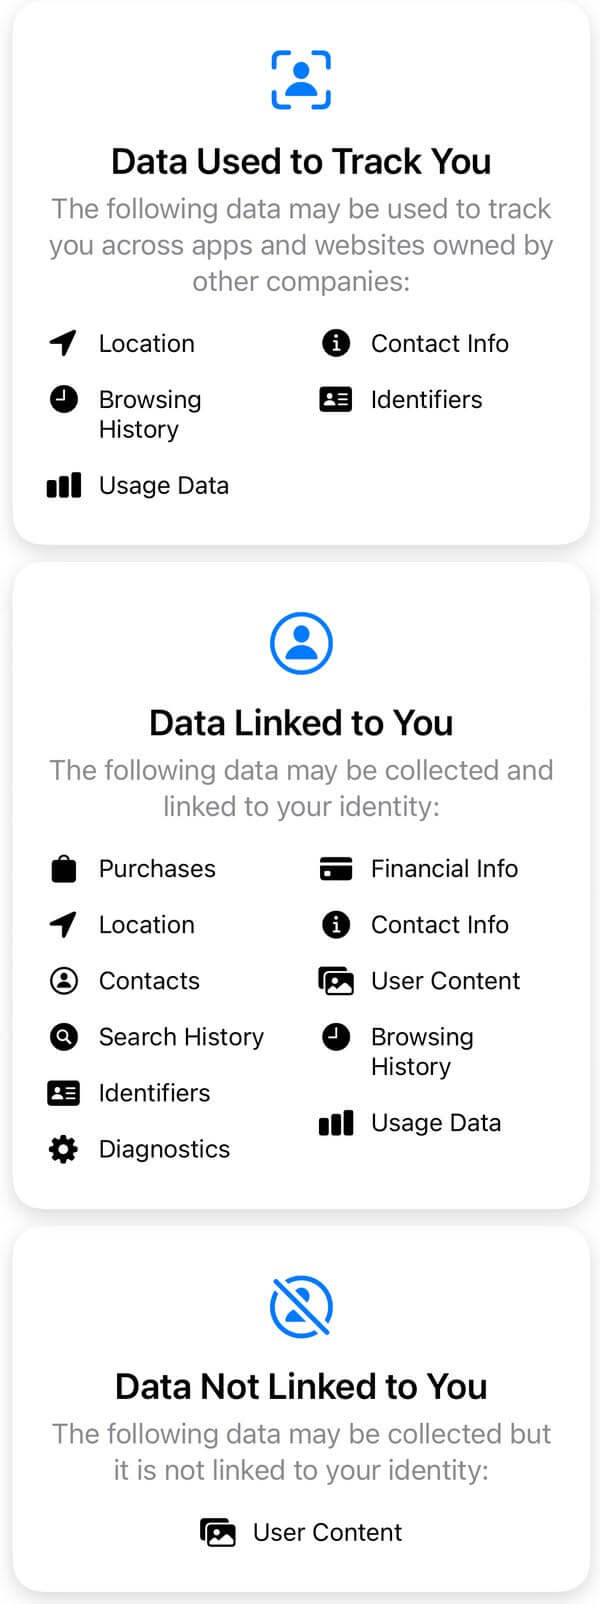 Data Used to Track You
The following data may be used to track
you across apps and websites owned by
other companies:
Location
Contact Info
Browsing
History
Identifiers
Usage Data
Data Linked to You
The following data may be collected and
linked to your identity:
Purchases
Financial Info
Location
Contact Info
Contacts
User Content
Search History
Browsing
History
Identifiers
Usage Data
Diagnostics
Data Not Linked to You
The following data may be collected but
it is not linked to your identity:
User Content